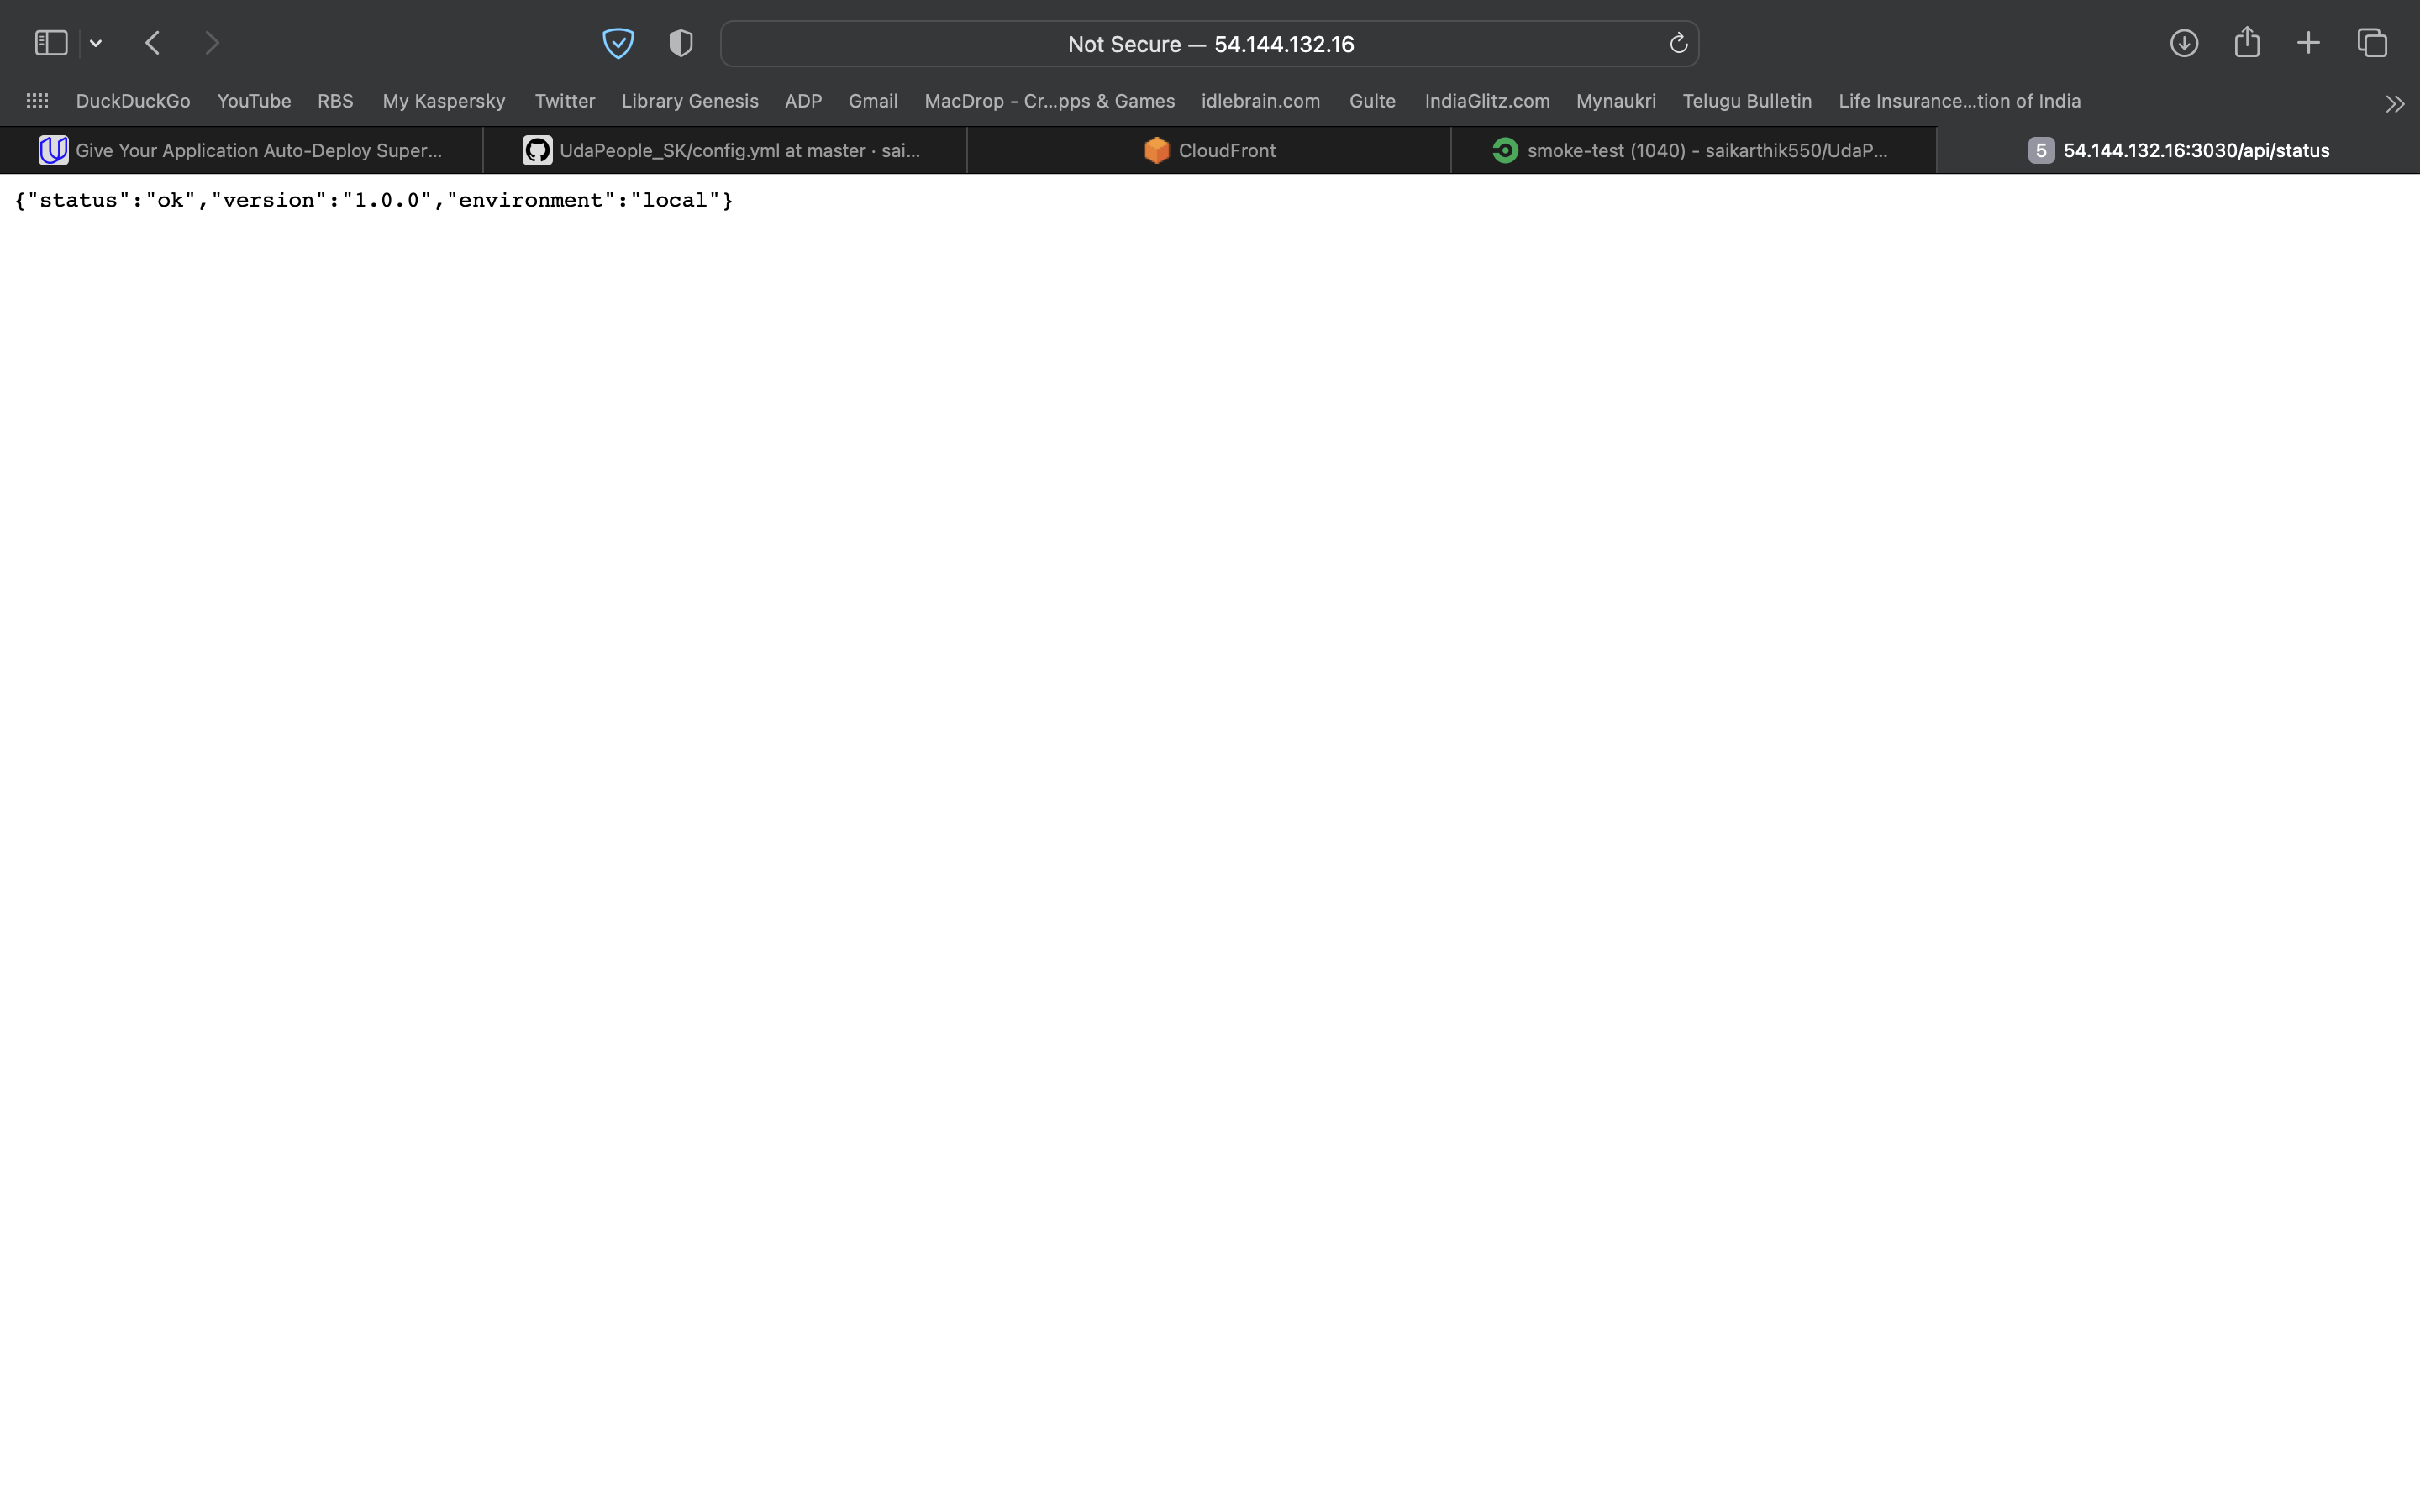 Not Secure — 54.144.132.16
DuckDuckGo YouTube RBS My Kaspersky Twitter Library Genesis ADP Gmail MacDrop - Cr...pps & Games idlebrain.com Gulte IndiaGlitz.com Mynaukri Telugu Bulletin Life Insurance...tion of India
Give Your Application Auto-Deploy Super... UdaPeople_SK/config.yml at master · sai... CloudFront smoke-test (1040) - saikarthik550/UdaP... 5 54.144.132.16:3030/api/status
{"status":"ok","version":"1.0.0","environment":"local"}